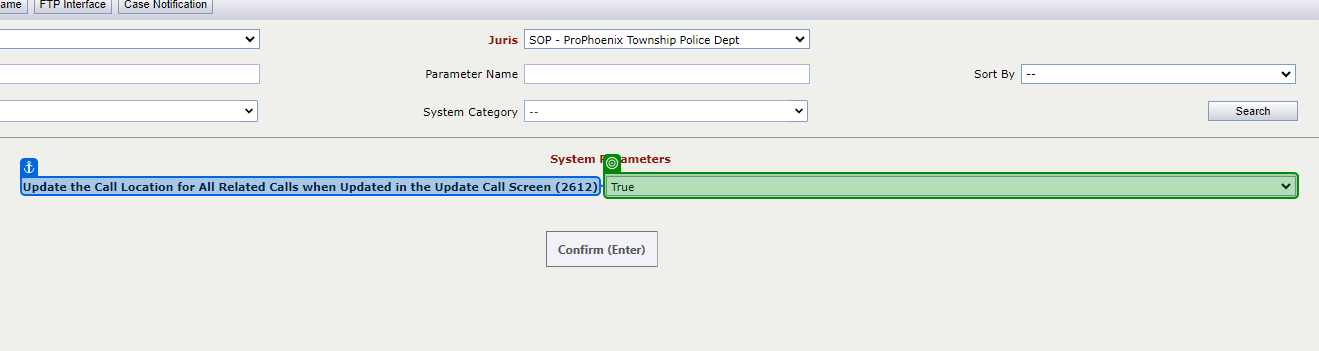 ame FTP Interface Case Notification
Juris SOP - ProPhoenix Township Police Dept
Parameter Name Sort By --
System Category -- Search
System Parameters
Update the Call Location for All Related Calls when Updated in the Update Call Screen (2612) True
Confirm (Enter)